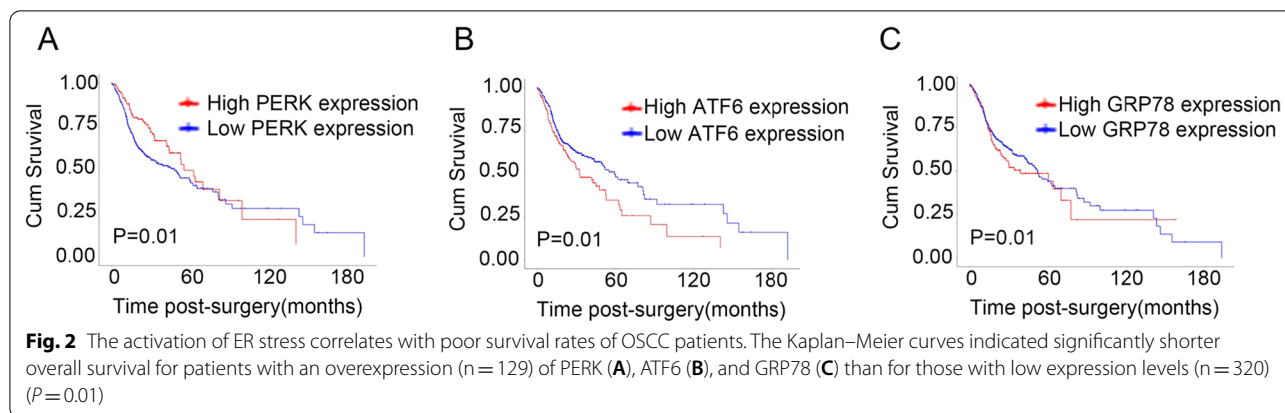 A
B
C
1.00
0.75
0.50
0.25
0.00
Cum Srurvival
High PERK expression
Low PERK expression
P=0.01
0 60 120 180
Time post-surgery(months)
1.00
0.75
0.50
0.25
0.00
Cum Srurvival
High ATF6 expression
Low ATF6 expression
P=0.01
0 60 120 180
Time post-surgery(months)
1.00
0.75
0.50
0.25
0.00
Cum Srurvival
High GRP78 expression
Low GRP78 expression
P=0.01
0 60 120 180
Time post-surgery(months)
Fig. 2 The activation of ER stress correlates with poor survival rates of OSCC patients. The Kaplan–Meier curves indicated significantly shorter
overall survival for patients with an overexpression (n = 129) of PERK (A), ATF6 (B), and GRP78 (C) than for those with low expression levels (n = 320)
(P = 0.01)